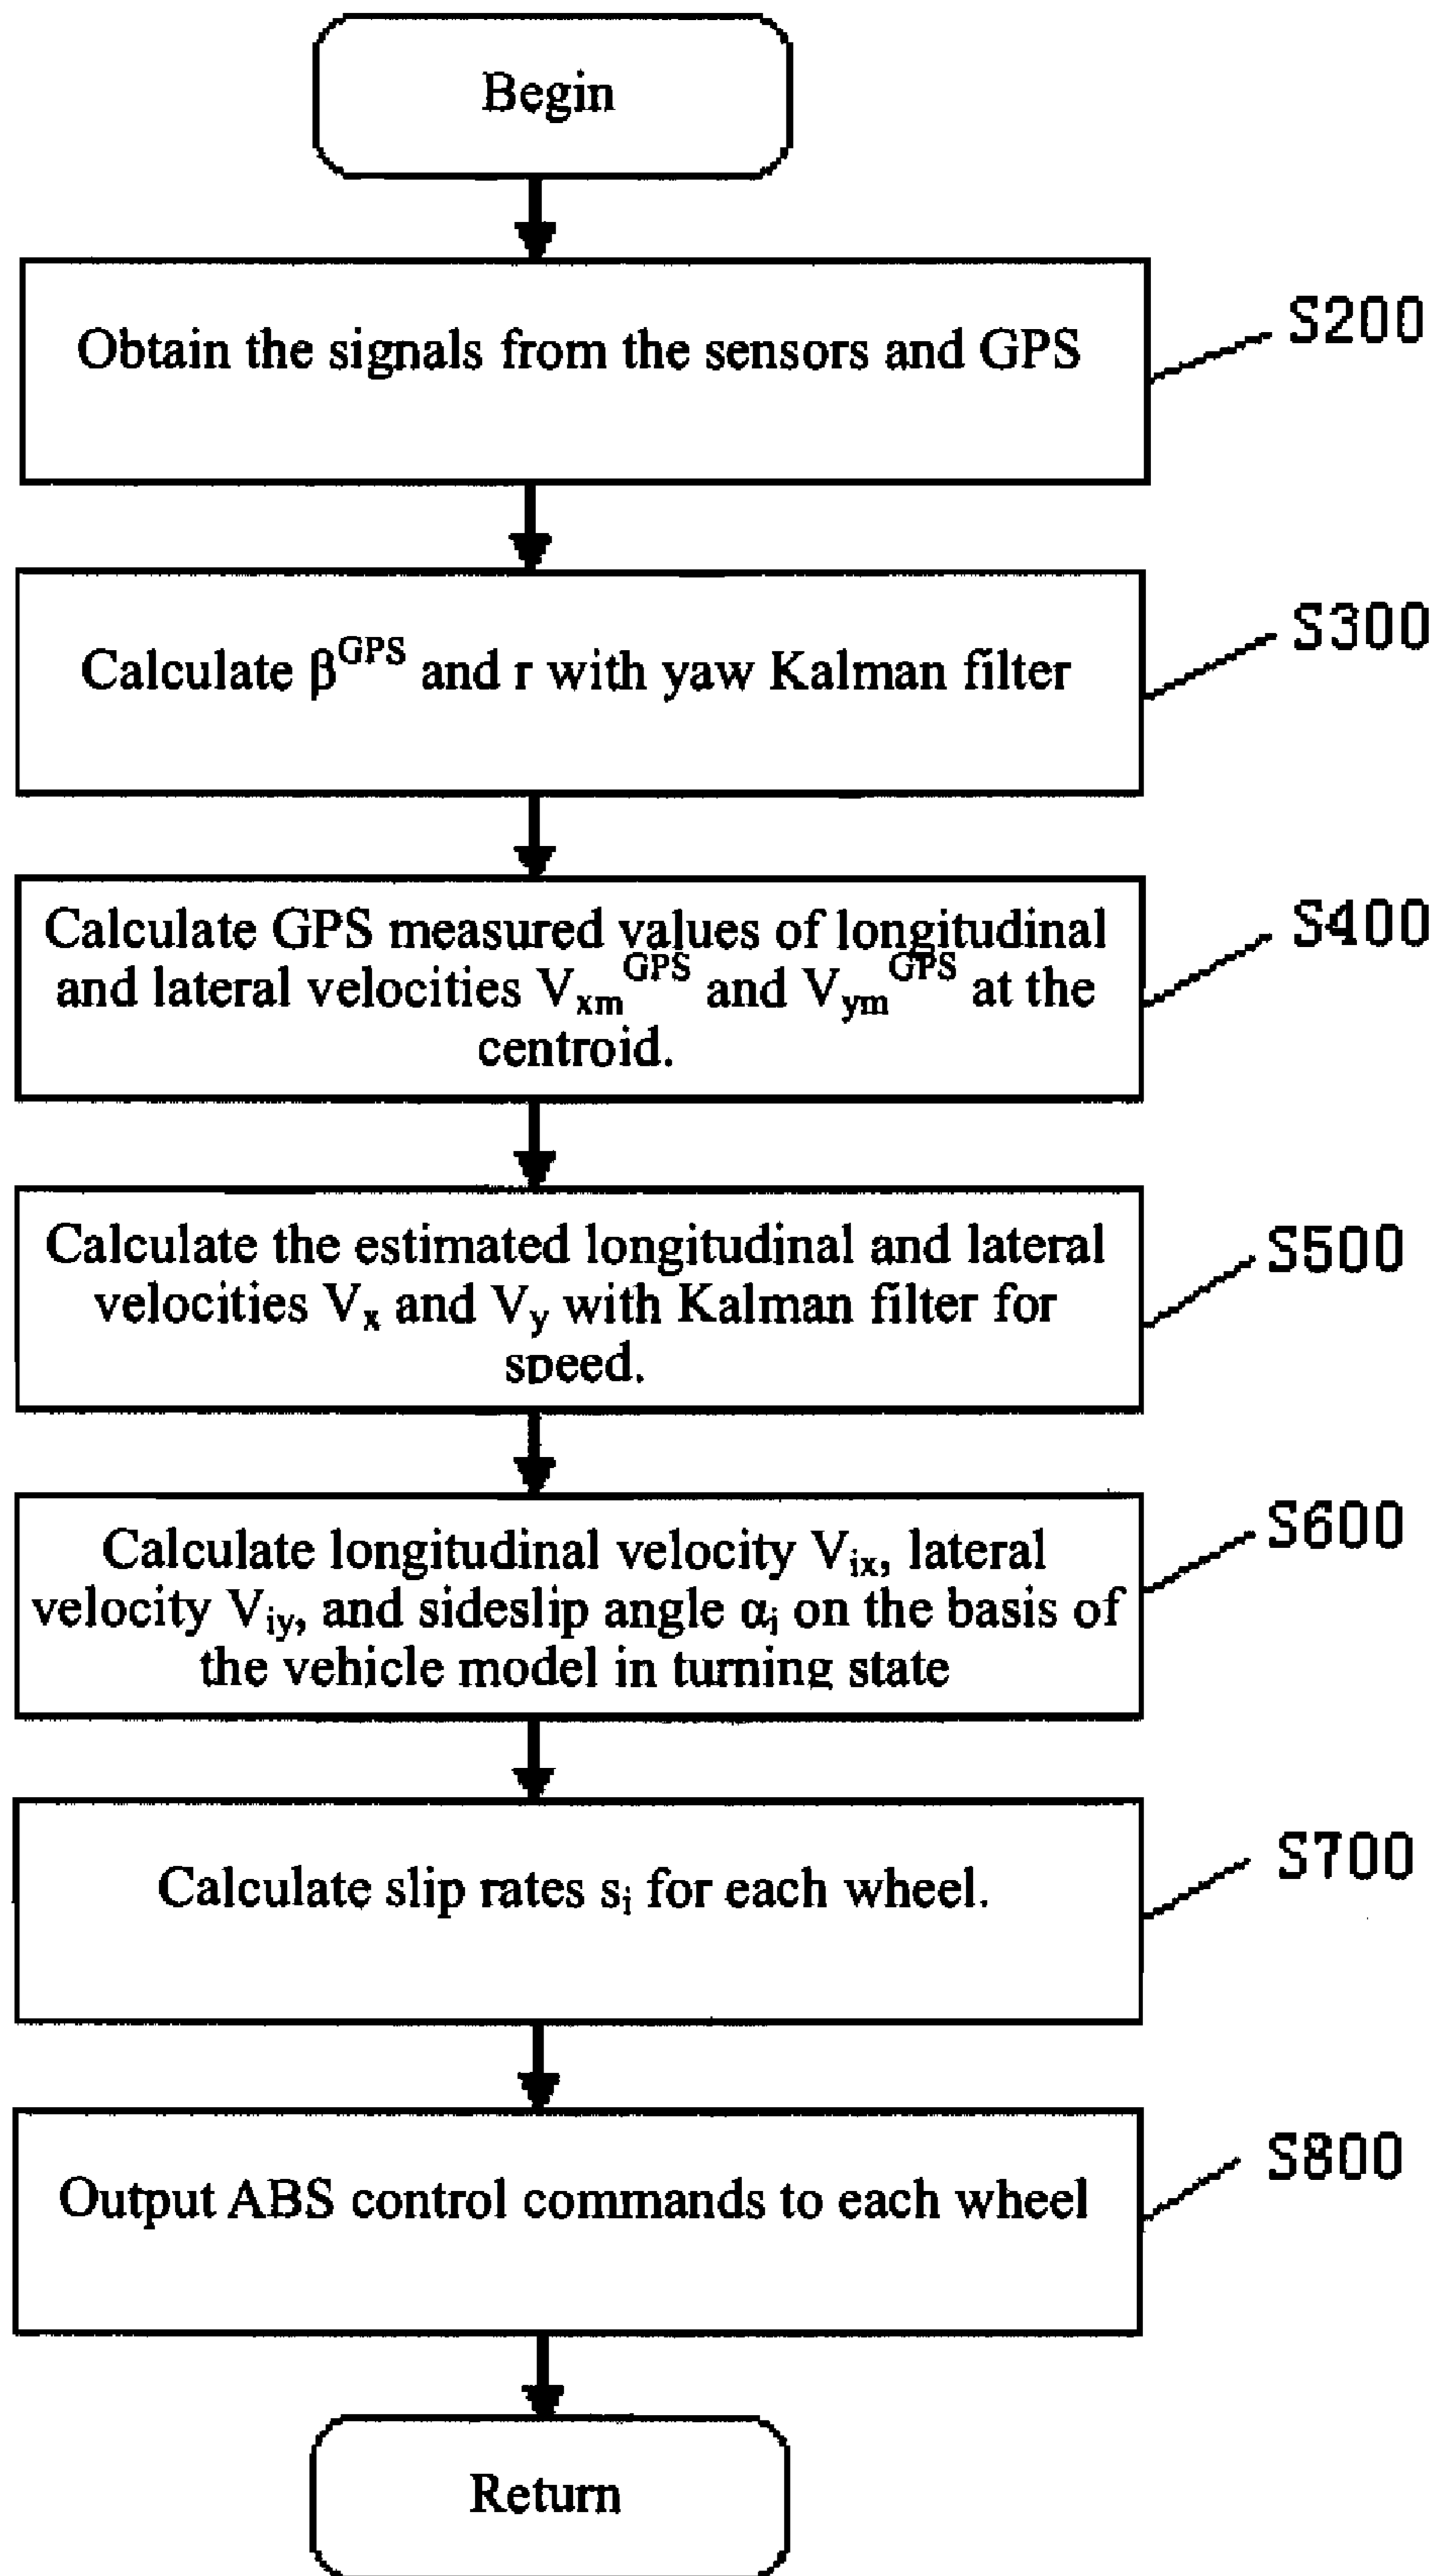 Begin
Obtain the signals from the sensors and GPS
S200
Calculate β^GPS and r with yaw Kalman filter
S300
Calculate GPS measured values of longitudinal
and lateral velocities V_xm^GPS and V_ym^GPS at the
centroid.
S400
Calculate the estimated longitudinal and lateral
velocities V_x and V_y with Kalman filter for
speed.
S500
Calculate longitudinal velocity V_ix, lateral
velocity V_iy, and sideslip angle α_i on the basis of
the vehicle model in turning state
S600
Calculate slip rates s_i for each wheel.
S700
Output ABS control commands to each wheel
S800
Return